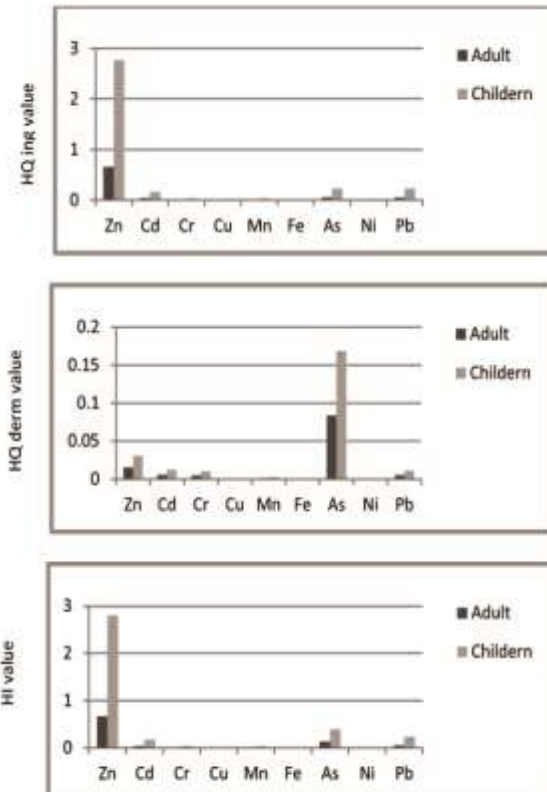 HQ ing value
3
2
1
0
Zn Cd Cr Cu Mn Fe As Ni Pb
Adult
Childern
HQ derm value
0.2
0.15
0.1
0.05
0
Zn Cd Cr Cu Mn Fe As Ni Pb
Adult
Childern
HI value
3
2
1
0
Zn Cd Cr Cu Mn Fe As Ni Pb
Adult
Childern